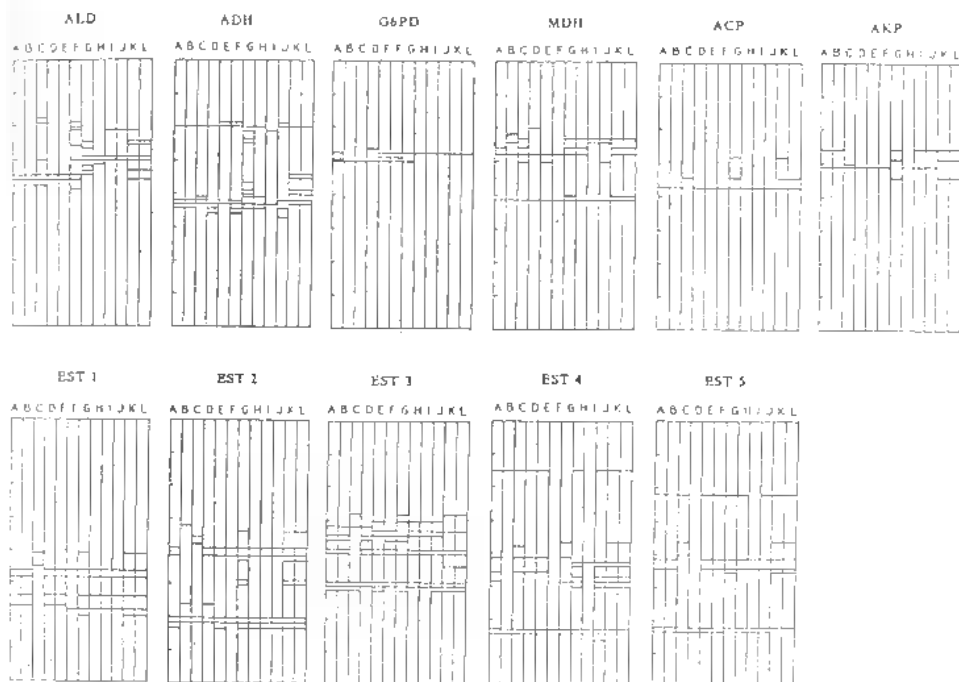 ALD ADH G6PD MDH ACP AKP
A B C D E F G H I J K L A B C D E F G H I J K L A B C D E F G H I J K L A B C D E F G H I J K L A B C D E F G H I J K L A B C D E F G H I J K L
EST 1 EST 2 EST 3 EST 4 EST 5
A B C D E F G H I J K L A B C D E F G H I J K L A B C D E F G H I J K L A B C D E F G H I J K L A B C D E F G H I J K L